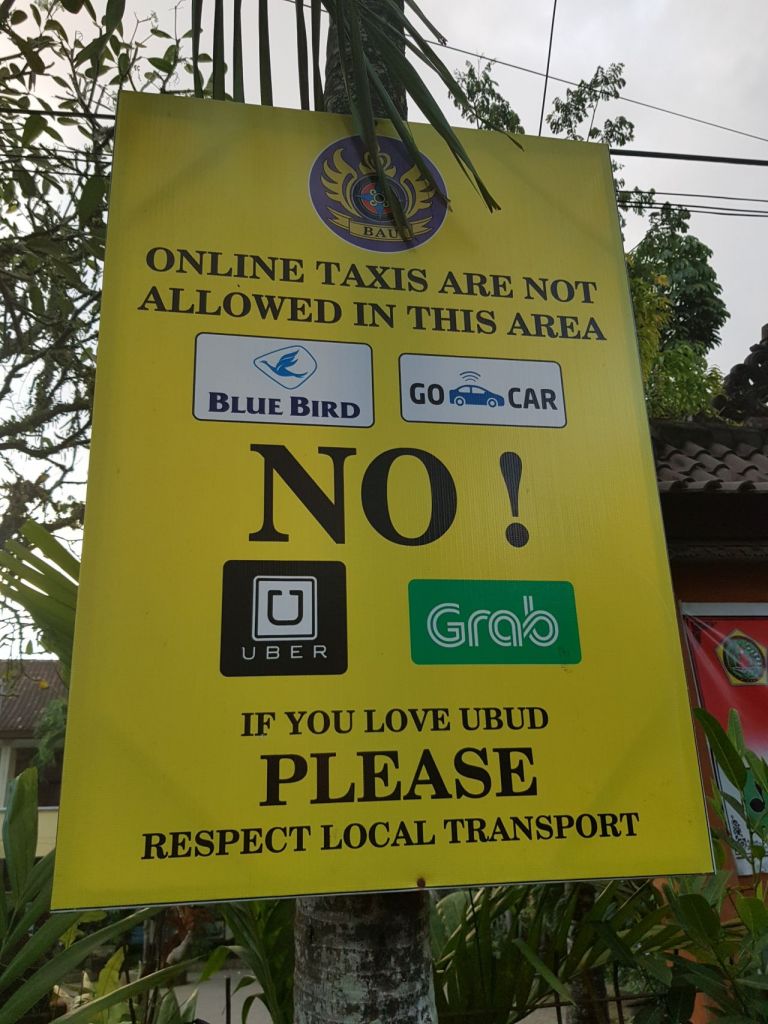 BAU
ONLINE TAXIS ARE NOT
ALLOWED IN THIS AREA
BLUE BIRD
GO CAR
NO !
U
UBER
Grab
IF YOU LOVE UBUD
PLEASE
RESPECT LOCAL TRANSPORT